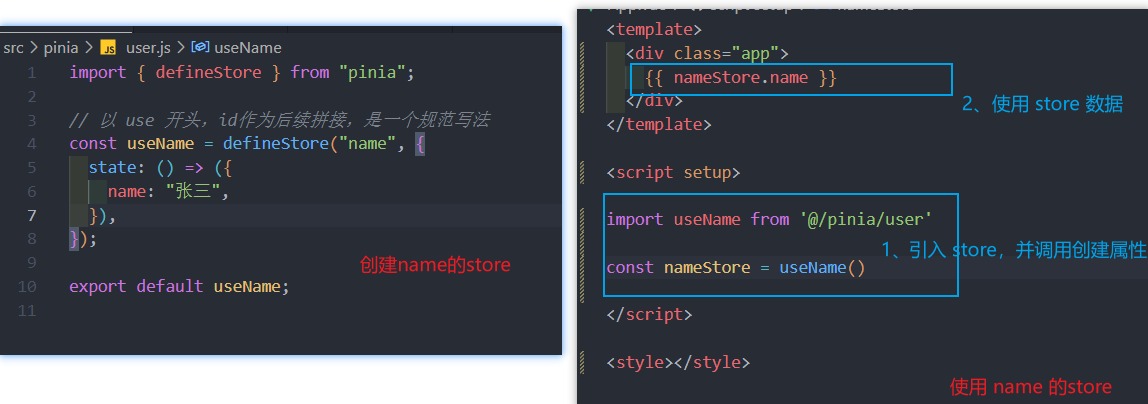 src > pinia > JS user.js > useName
1 import { defineStore } from "pinia";
2
3 // 以 use 开头，id作为后续拼接，是一个规范写法
4 const useName = defineStore("name", {
5 state: () => ({
6 name: "张三",
7 }),
8 });
9
10 export default useName;
11
创建name的store
<template>
<div class="app">
{{ nameStore.name }}
</div>
</template>
2、使用 store 数据
<script setup>
import useName from '@/pinia/user'
const nameStore = useName()
1、引入 store，并调用创建属性
</script>
<style></style>
使用 name 的store